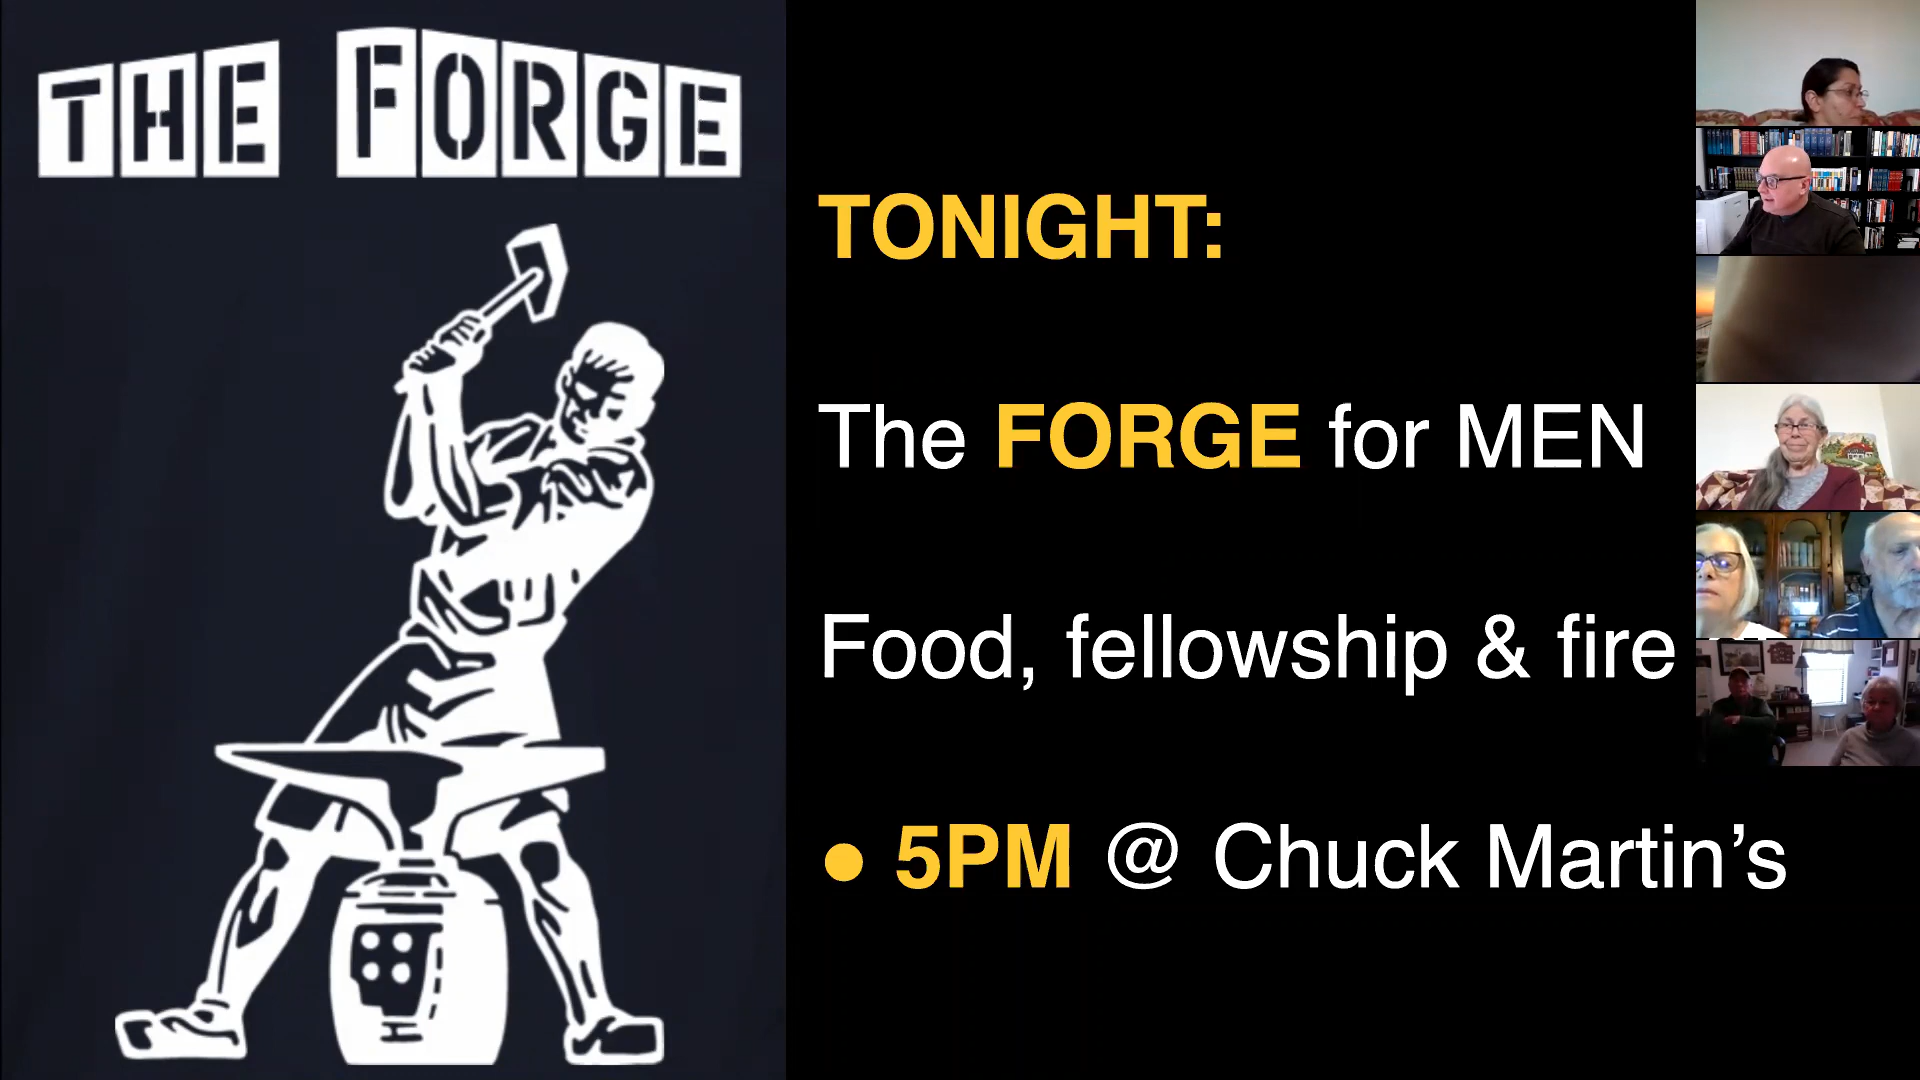 THE FORGE
TONIGHT:
The FORGE for MEN
Food, fellowship & fire
• 5PM @ Chuck Martin’s